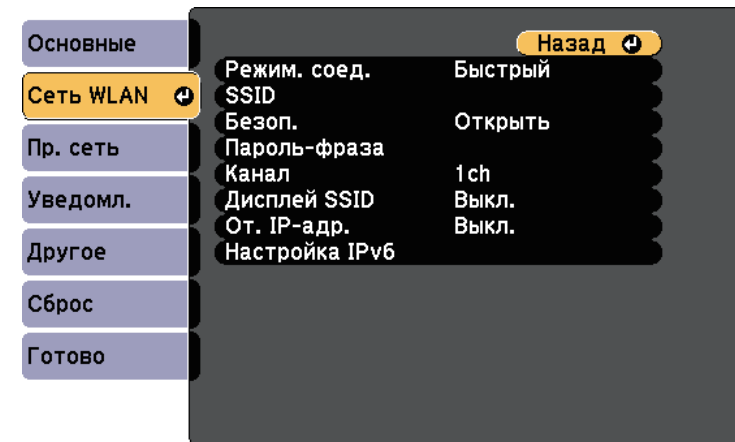 Основные
Сеть WLAN
Пр. сеть
Уведомл.
Другое
Сброс
Готово
Назад
Режим. соед. Быстрый
SSID
Безоп. Открыть
Пароль-фраза
Канал 1ch
Дисплей SSID Выкл.
От. IP-адр. Выкл.
Настройка IPv6